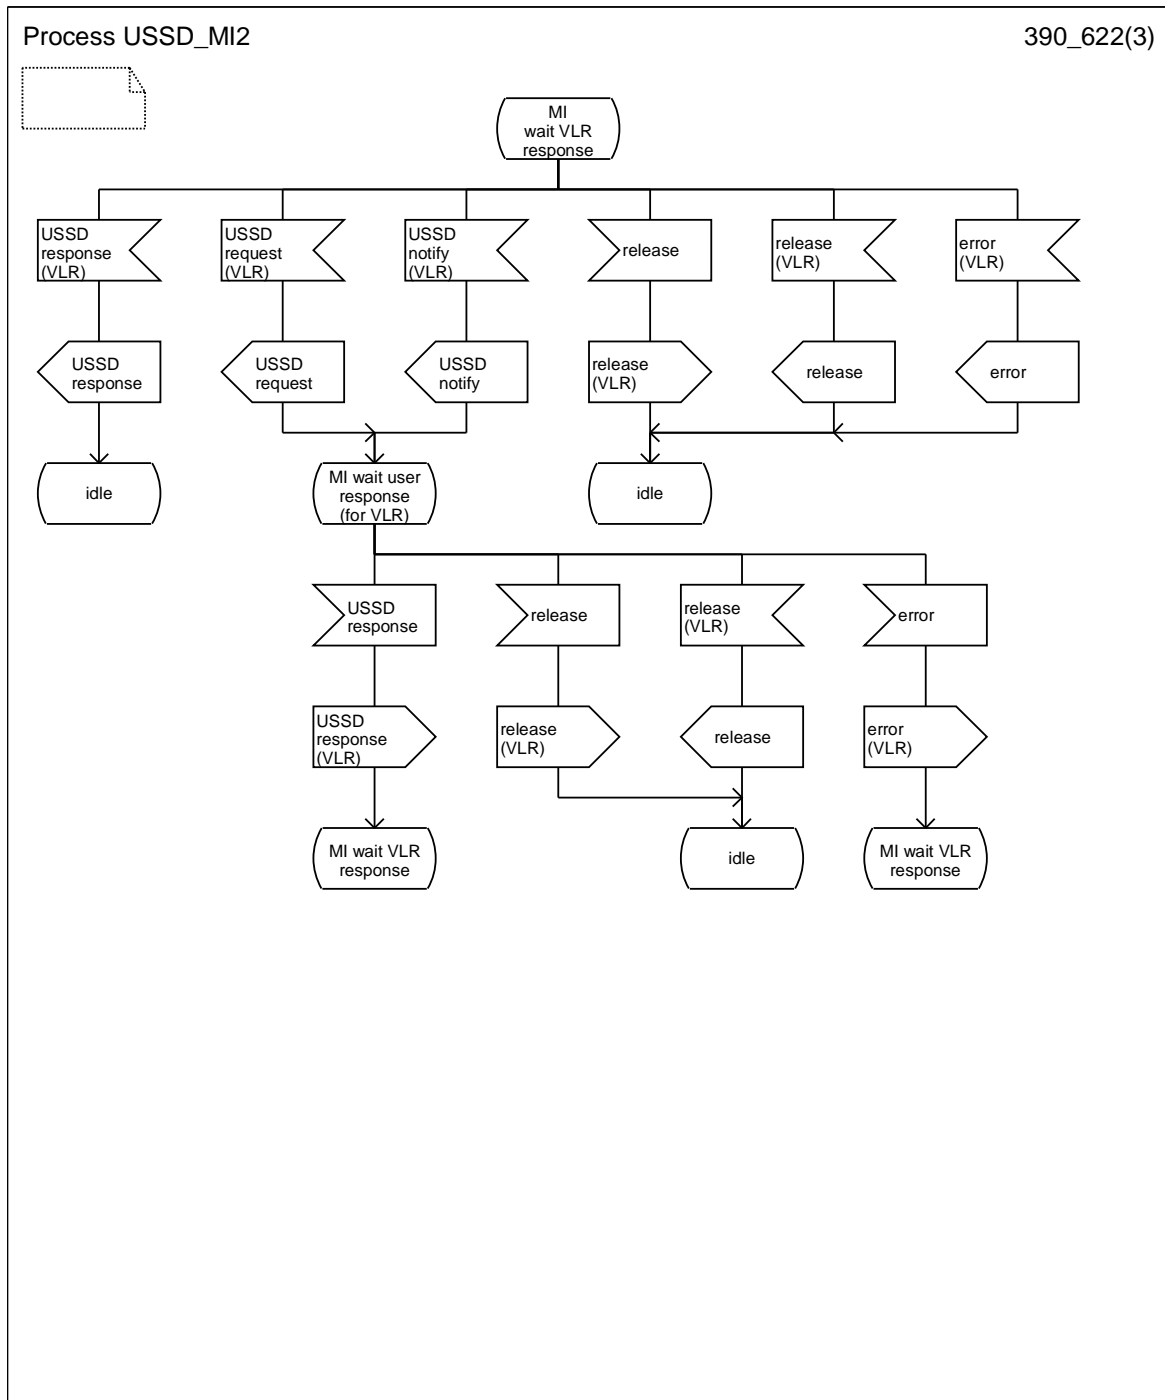 Process USSD_MI2
390_622(3)
MI
wait VLR
response
USSD
response
(VLR)
USSD
request
(VLR)
USSD
notify
(VLR)
release
release
(VLR)
error
(VLR)
USSD
response
USSD
request
USSD
notify
release
(VLR)
release
error
idle
MI wait user
response
(for VLR)
idle
USSD
response
release
release
(VLR)
error
USSD
response
(VLR)
release
(VLR)
release
error
(VLR)
MI wait VLR
response
idle
MI wait VLR
response